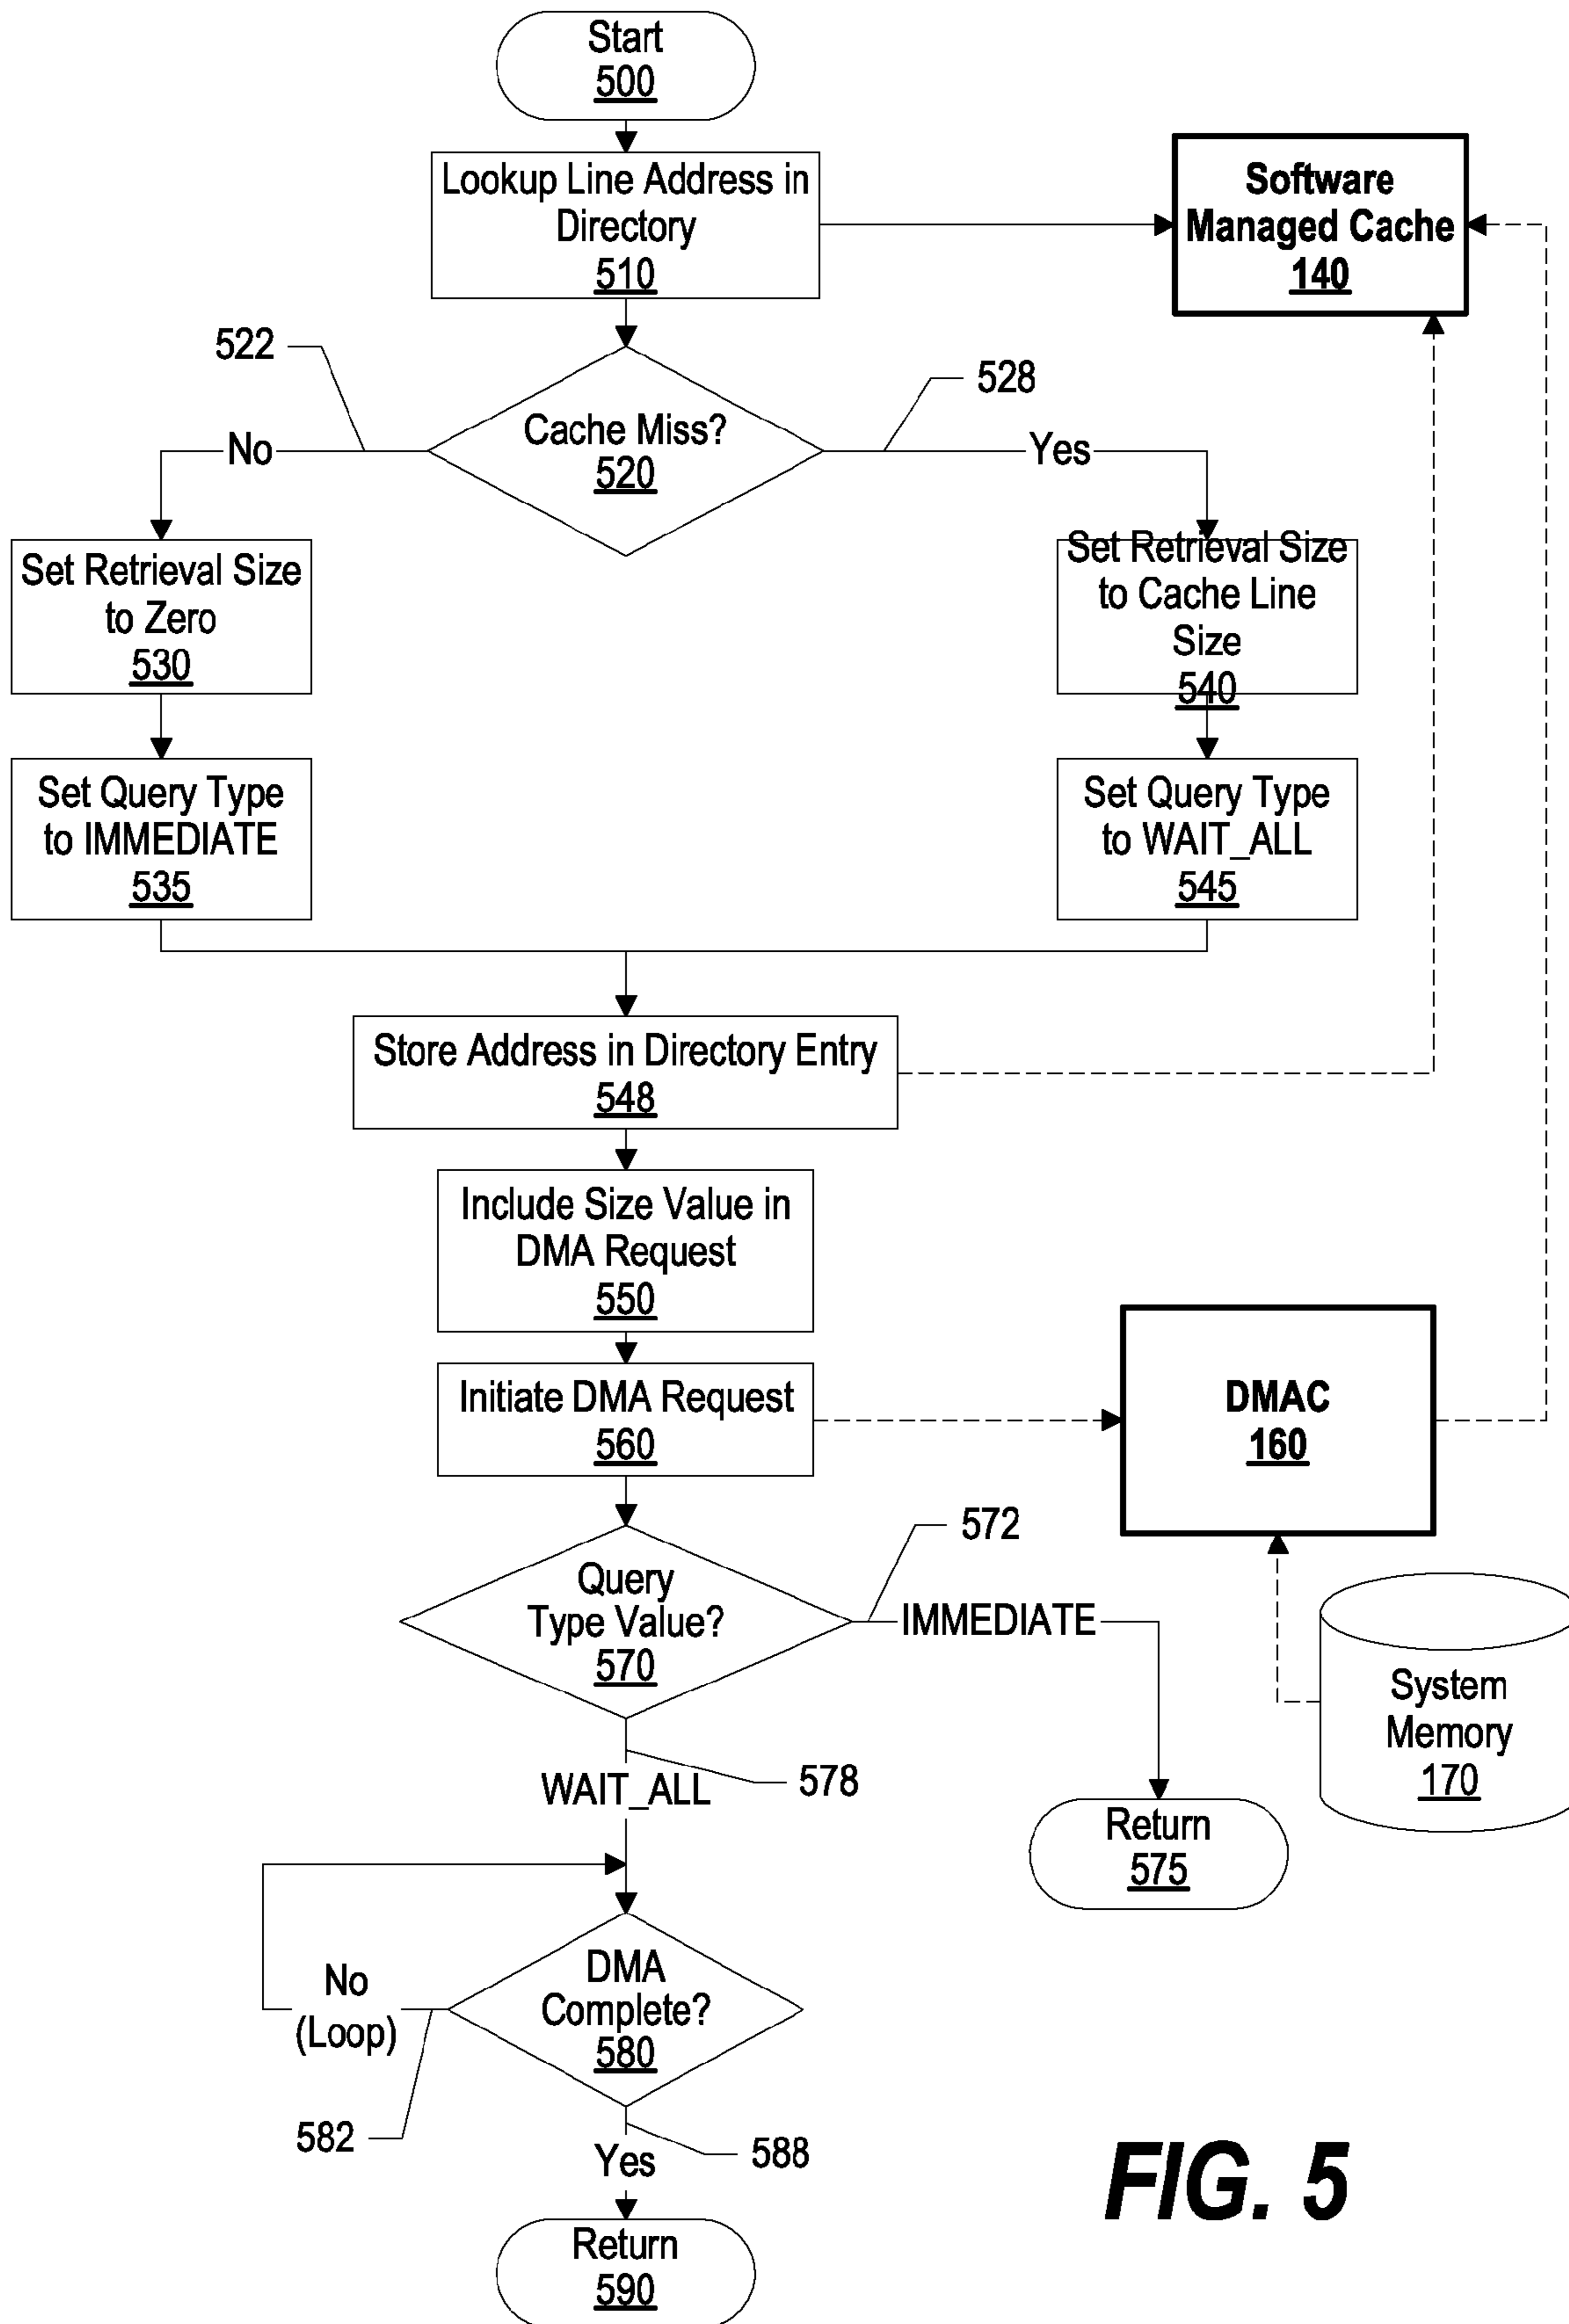 Start
500
Lookup Line Address in
Directory
510
Software
Managed Cache
140
522
528
Cache Miss?
520
No
Yes
Set Retrieval Size
to Zero
530
Set Retrieval Size
to Cache Line
Size
540
Set Query Type
to IMMEDIATE
535
Set Query Type
to WAIT_ALL
545
Store Address in Directory Entry
548
Include Size Value in
DMA Request
550
Initiate DMA Request
560
DMAC
160
572
Query
Type Value?
570
IMMEDIATE
System
Memory
170
578
WAIT_ALL
Return
575
DMA
Complete?
580
No
(Loop)
582
588
Yes
Return
590
FIG. 5